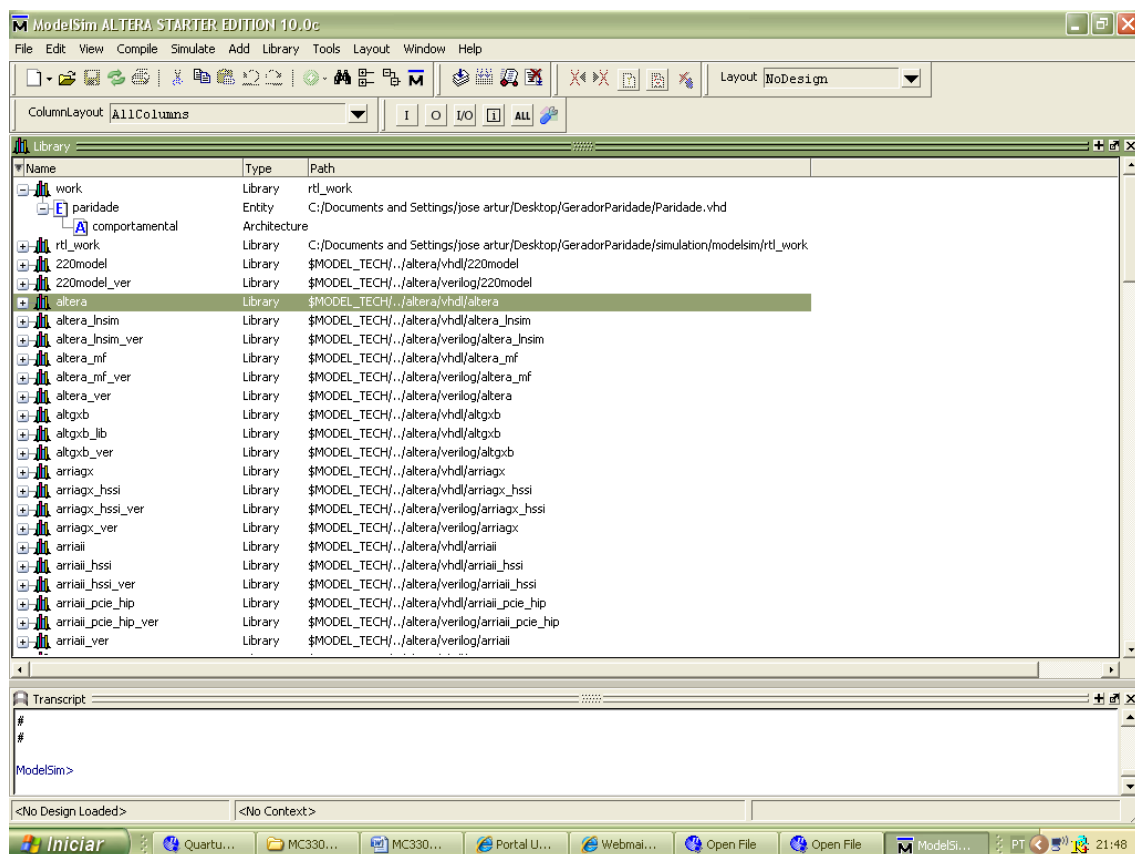 ModelSim ALTERA STARTER EDITION 10.0c
File Edit View Compile Simulate Add Library Tools Layout Window Help
Layout NoDesign
ColumnLayout AllColumns
I O I/O i ALL
Library
Name Type Path
work Library rtl_work
E paridade Entity C:/Documents and Settings/jose artur/Desktop/GeradorParidade/Paridade.vhd
A comportamental Architecture
rtl_work Library C:/Documents and Settings/jose artur/Desktop/GeradorParidade/simulation/modelsim/rtl_work
220model Library $MODEL_TECH/../altera/vhdl/220model
220model_ver Library $MODEL_TECH/../altera/verilog/220model
altera Library $MODEL_TECH/../altera/vhdl/altera
altera_lnsim Library $MODEL_TECH/../altera/vhdl/altera_lnsim
altera_lnsim_ver Library $MODEL_TECH/../altera/verilog/altera_lnsim
altera_mf Library $MODEL_TECH/../altera/vhdl/altera_mf
altera_mf_ver Library $MODEL_TECH/../altera/verilog/altera_mf
altera_ver Library $MODEL_TECH/../altera/verilog/altera
altgxb Library $MODEL_TECH/../altera/vhdl/altgxb
altgxb_lib Library $MODEL_TECH/../altera/vhdl/altgxb
altgxb_ver Library $MODEL_TECH/../altera/verilog/altgxb
arriagx Library $MODEL_TECH/../altera/vhdl/arriagx
arriagx_hssi Library $MODEL_TECH/../altera/vhdl/arriagx_hssi
arriagx_hssi_ver Library $MODEL_TECH/../altera/verilog/arriagx_hssi
arriagx_ver Library $MODEL_TECH/../altera/verilog/arriagx
arriaii Library $MODEL_TECH/../altera/vhdl/arriaii
arriaii_hssi Library $MODEL_TECH/../altera/vhdl/arriaii_hssi
arriaii_hssi_ver Library $MODEL_TECH/../altera/verilog/arriaii_hssi
arriaii_pcie_hip Library $MODEL_TECH/../altera/vhdl/arriaii_pcie_hip
arriaii_pcie_hip_ver Library $MODEL_TECH/../altera/verilog/arriaii_pcie_hip
arriaii_ver Library $MODEL_TECH/../altera/verilog/arriaii
Transcript
#
#
ModelSim>
<No Design Loaded> <No Context>
Iniciar Quartu... MC330... MC330... Portal U... Webmai... Open File Open File ModelSi... PT 21:48